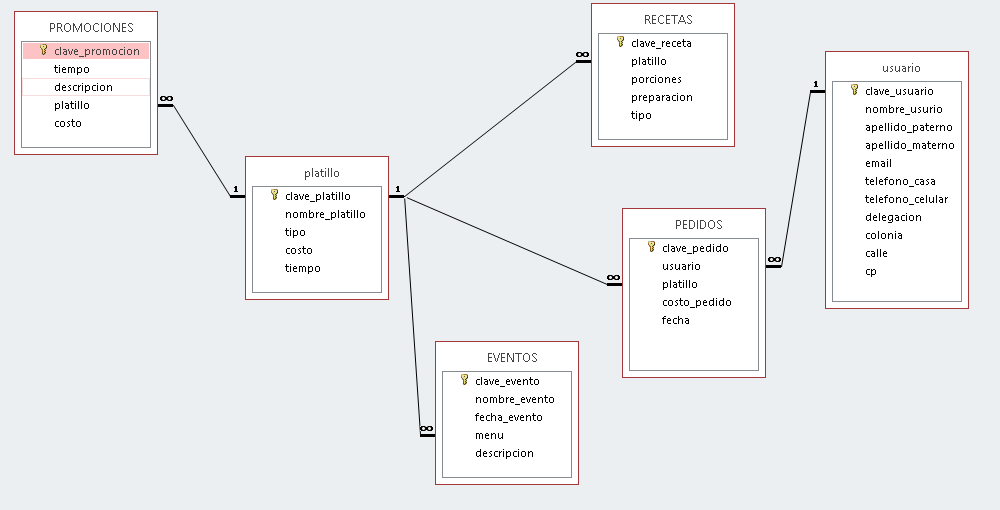 PROMOCIONES
clave_promocion
tiempo
descripcion
platillo
costo
∞
1
platillo
clave_platillo
nombre_platillo
tipo
costo
tiempo
1
RECETAS
clave_receta
platillo
porciones
preparacion
tipo
∞
PEDIDOS
clave_pedido
usuario
platillo
costo_pedido
fecha
∞
∞
usuario
clave_usuario
nombre_usurio
apellido_paterno
apellido_materno
email
telefono_casa
telefono_celular
delegacion
colonia
calle
cp
1
EVENTOS
clave_evento
nombre_evento
fecha_evento
menu
descripcion
∞